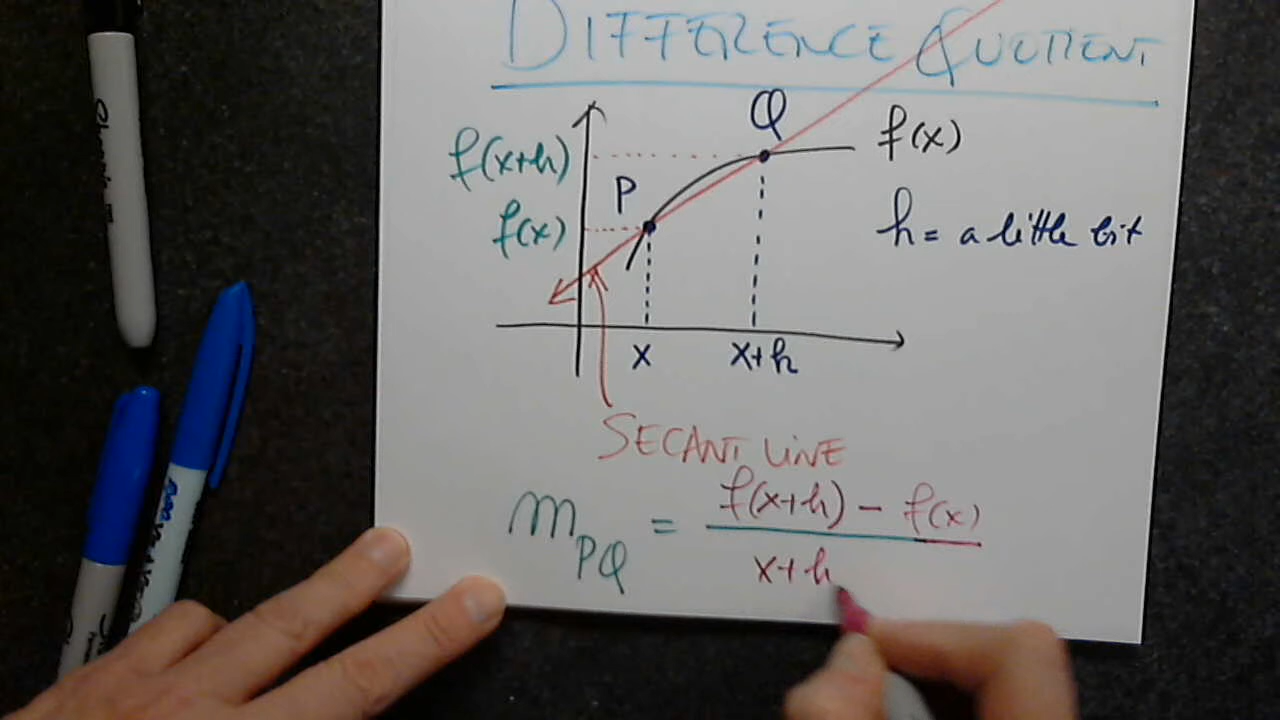 DIFFERENCE QUOTIENT
Q
f(x+h)
f(x)
P
f(x)
h = a little bit
x
x+h
SECANT LINE
m PQ = f(x+h) - f(x)
x+h